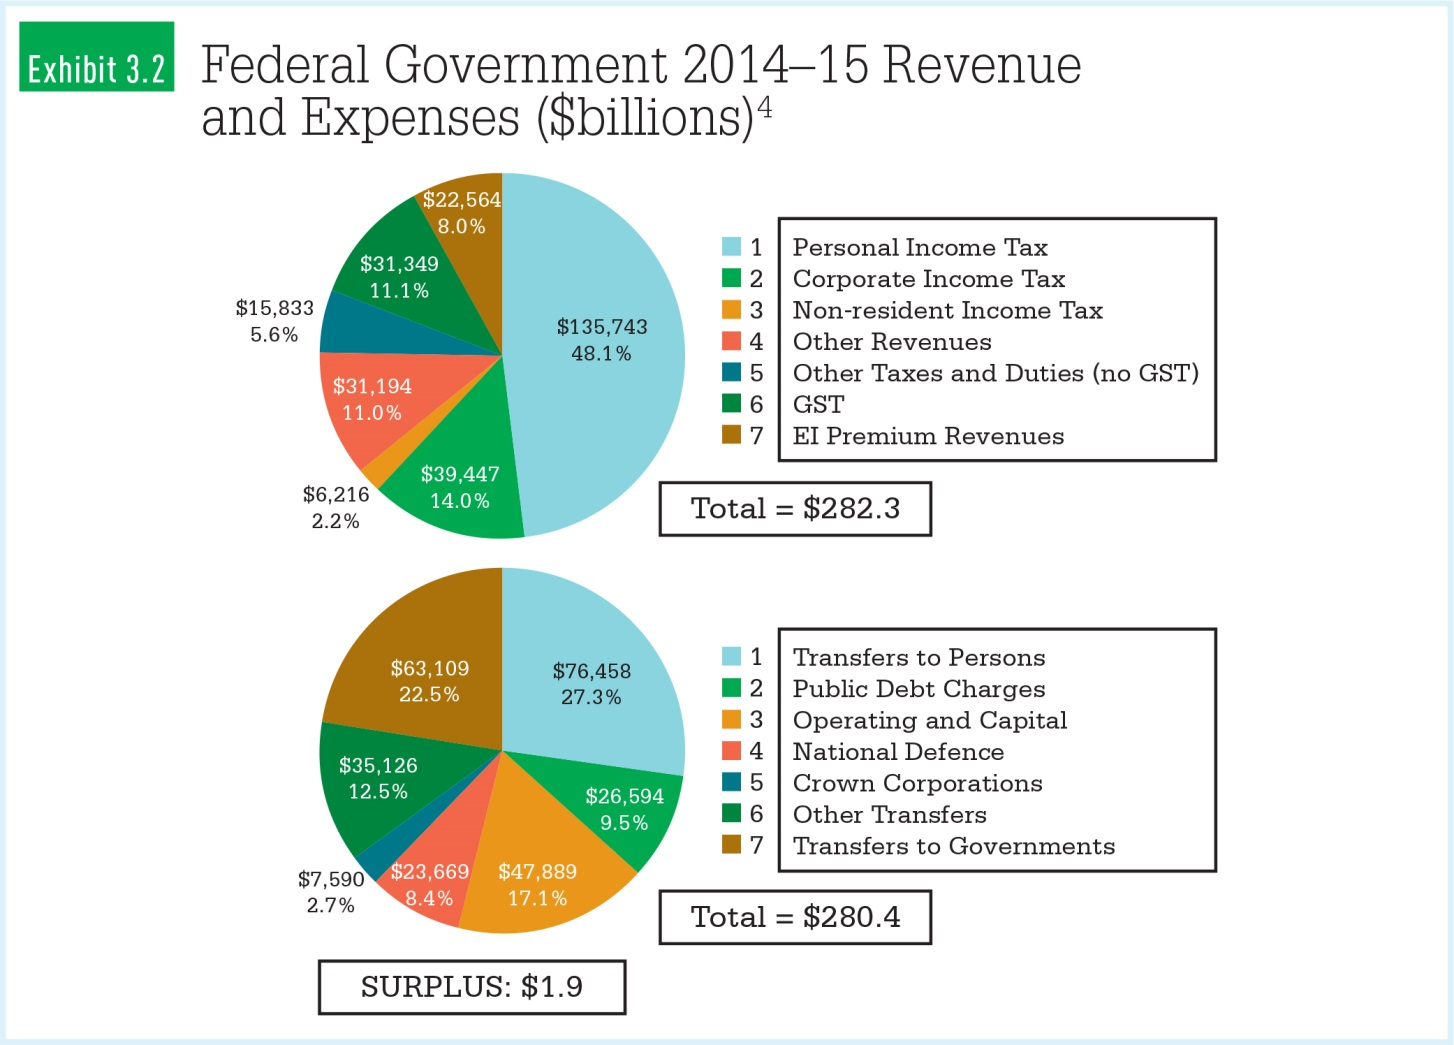 Exhibit 3.2
Federal Government 2014–15 Revenue
and Expenses ($billions)4
$22,564
8.0%
$31,349
11.1%
$15,833
5.6%
$135,743
48.1%
$31,194
11.0%
$39,447
14.0%
$6,216
2.2%
1 Personal Income Tax
2 Corporate Income Tax
3 Non-resident Income Tax
4 Other Revenues
5 Other Taxes and Duties (no GST)
6 GST
7 EI Premium Revenues
Total = $282.3
$63,109
22.5%
$76,458
27.3%
$35,126
12.5%
$26,594
9.5%
$7,590
2.7%
$23,669
8.4%
$47,889
17.1%
1 Transfers to Persons
2 Public Debt Charges
3 Operating and Capital
4 National Defence
5 Crown Corporations
6 Other Transfers
7 Transfers to Governments
Total = $280.4
SURPLUS: $1.9